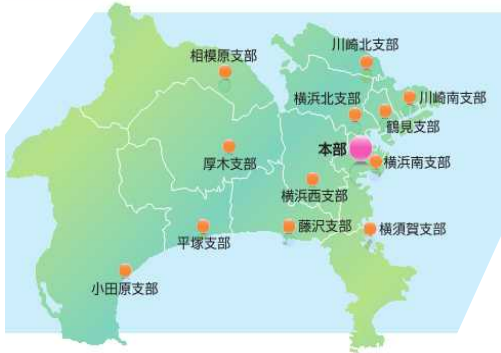 川崎北支部
相模原支部
横浜北支部
川崎南支部
鶴見支部
本部
横浜南支部
厚木支部
横浜西支部
藤沢支部
横須賀支部
平塚支部
小田原支部